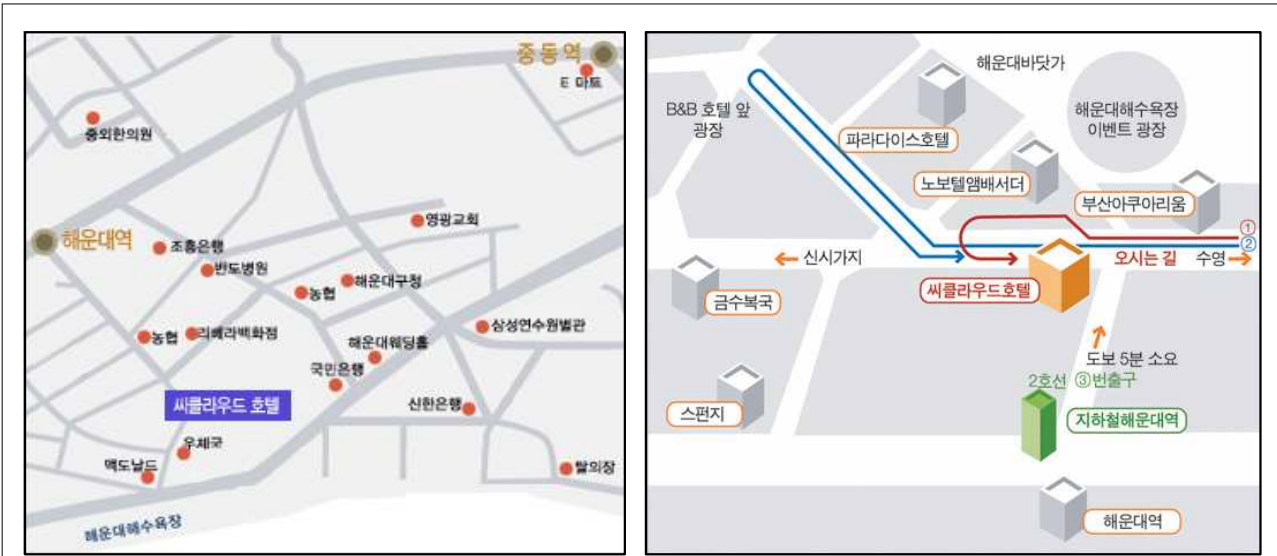 중동역
E 마트
중외한의원
해운대역
영광교회
조흥은행
반도병원
해운대구청
농협
삼성연수원별관
농협
리베라백화점
해운대웨딩홀
국민은행
씨클라우드 호텔
신한은행
우체국
맥도날드
탈의장
해운대해수욕장
해운대바닷가
B&B 호텔 앞
광장
해운대해수욕장
이벤트 광장
파라다이스호텔
노보텔앰배서더
부산아쿠아리움
①
②
신시가지
오시는 길
수영
씨클라우드호텔
금수복국
도보 5분 소요
2호선 ③번출구
스펀지
지하철해운대역
해운대역